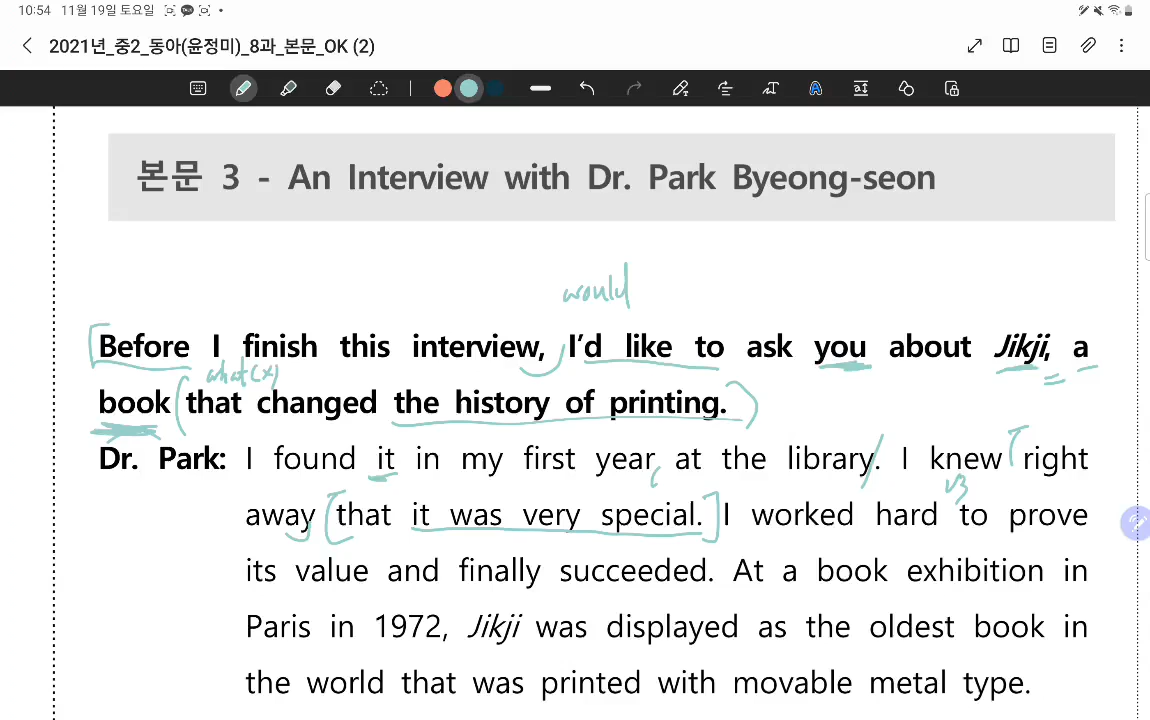 10:54 11월 19일 토요일
2021년_중2_동아(윤정미)_8과_본문_OK (2)
본문 3 - An Interview with Dr. Park Byeong-seon
would
Before I finish this interview, I'd like to ask you about Jikji, a
what(x)
book that changed the history of printing.
Dr. Park: I found it in my first year at the library. I knew right
away that it was very special. I worked hard to prove
its value and finally succeeded. At a book exhibition in
Paris in 1972, Jikji was displayed as the oldest book in
the world that was printed with movable metal type.